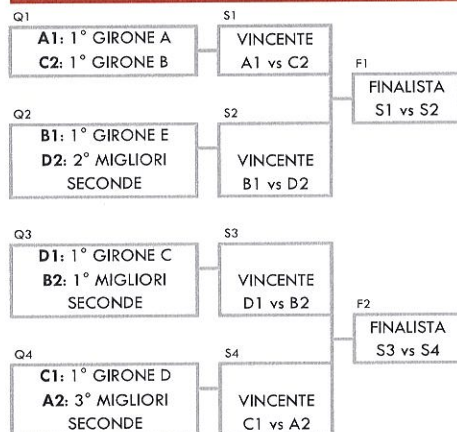 Q1
A1: 1° GIRONE A
C2: 1° GIRONE B
S1
VINCENTE
A1 vs C2
F1
FINALISTA
S1 vs S2
Q2
B1: 1° GIRONE E
D2: 2° MIGLIORI
SECONDE
S2
VINCENTE
B1 vs D2
Q3
D1: 1° GIRONE C
B2: 1° MIGLIORI
SECONDE
S3
VINCENTE
D1 vs B2
F2
FINALISTA
S3 vs S4
Q4
C1: 1° GIRONE D
A2: 3° MIGLIORI
SECONDE
S4
VINCENTE
C1 vs A2